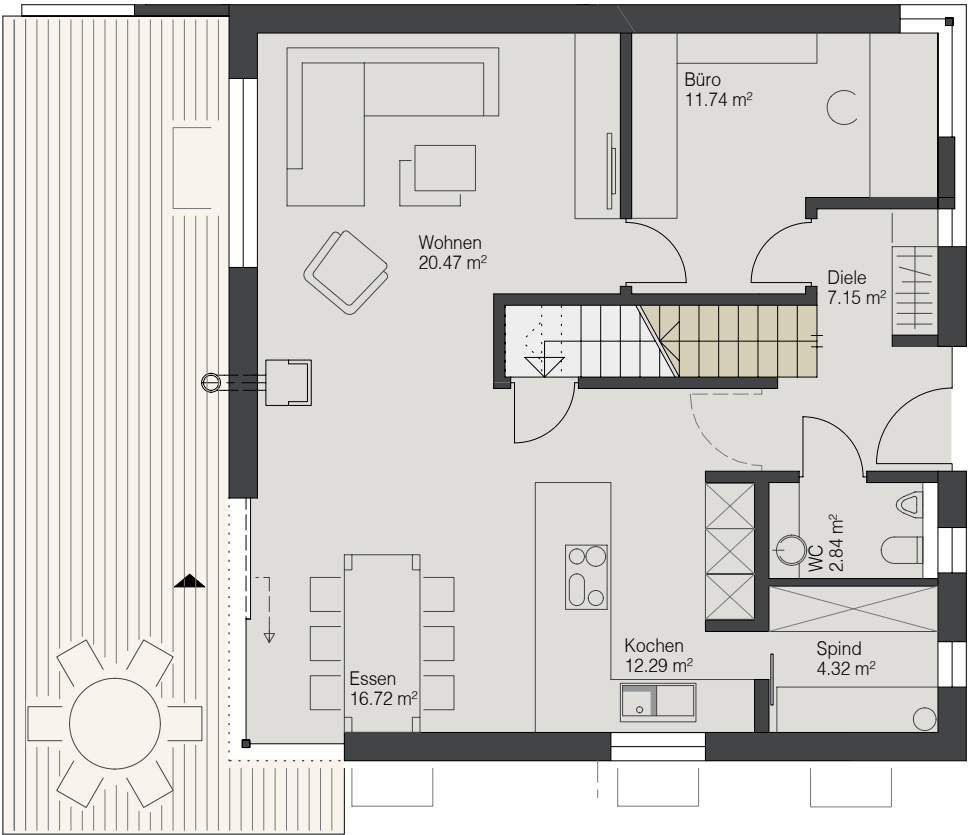 Büro
11.74 m²
Wohnen
20.47 m²
Diele
7.15 m²
WC
2.84 m²
Kochen
12.29 m²
Spind
4.32 m²
Essen
16.72 m²